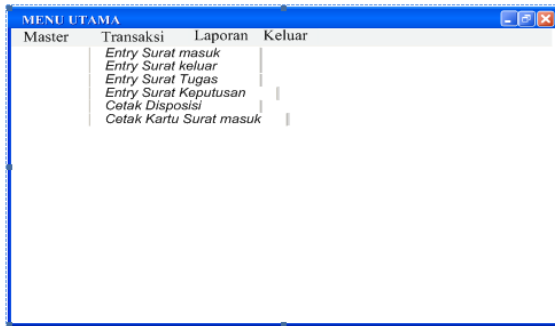 MENU UTAMA
Master Transaksi Laporan Keluar
Entry Surat masuk
Entry Surat keluar
Entry Surat Tugas
Entry Surat Keputusan
Cetak Disposisi
Cetak Kartu Surat masuk